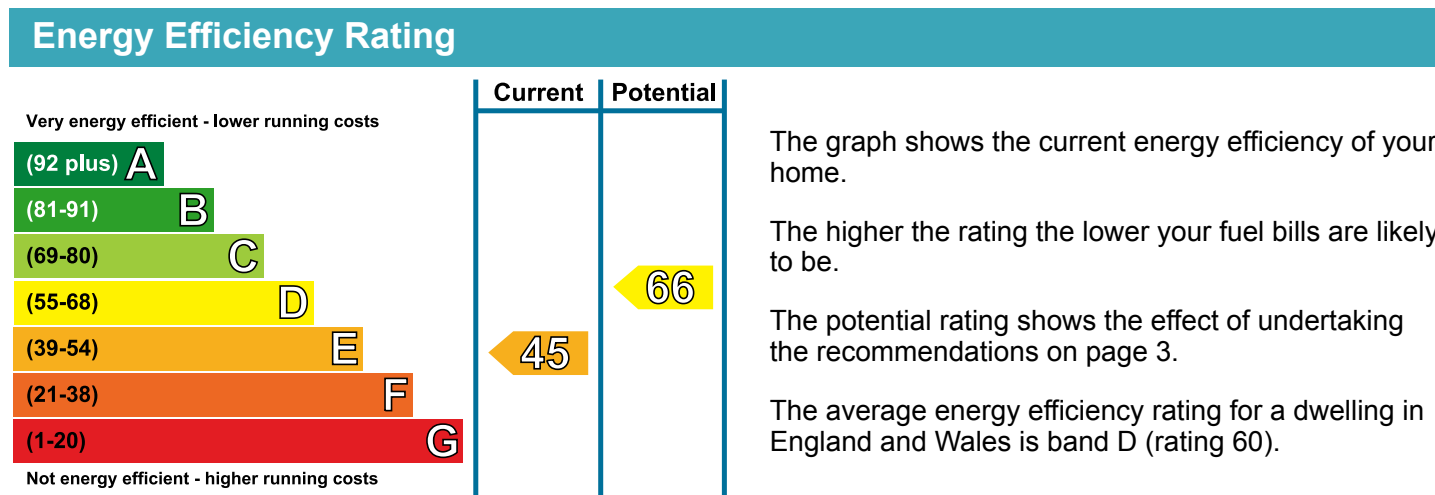 Energy Efficiency Rating
Current Potential
Very energy efficient - lower running costs
(92 plus) A
(81-91) B
(69-80) C
(55-68) D
66
(39-54) E
45
(21-38) F
(1-20) G
Not energy efficient - higher running costs
The graph shows the current energy efficiency of your
home.
The higher the rating the lower your fuel bills are likely
to be.
The potential rating shows the effect of undertaking
the recommendations on page 3.
The average energy efficiency rating for a dwelling in
England and Wales is band D (rating 60).